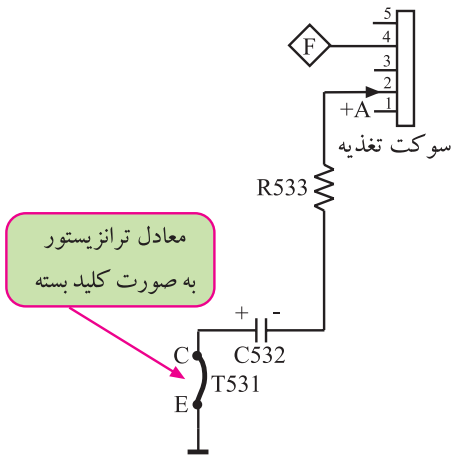 5
4
F
3
2
+A
1
سوکت تغذیه
R533
معادل ترانزیستور
به صورت کلید بسته
+ -
C532
C
T531
E